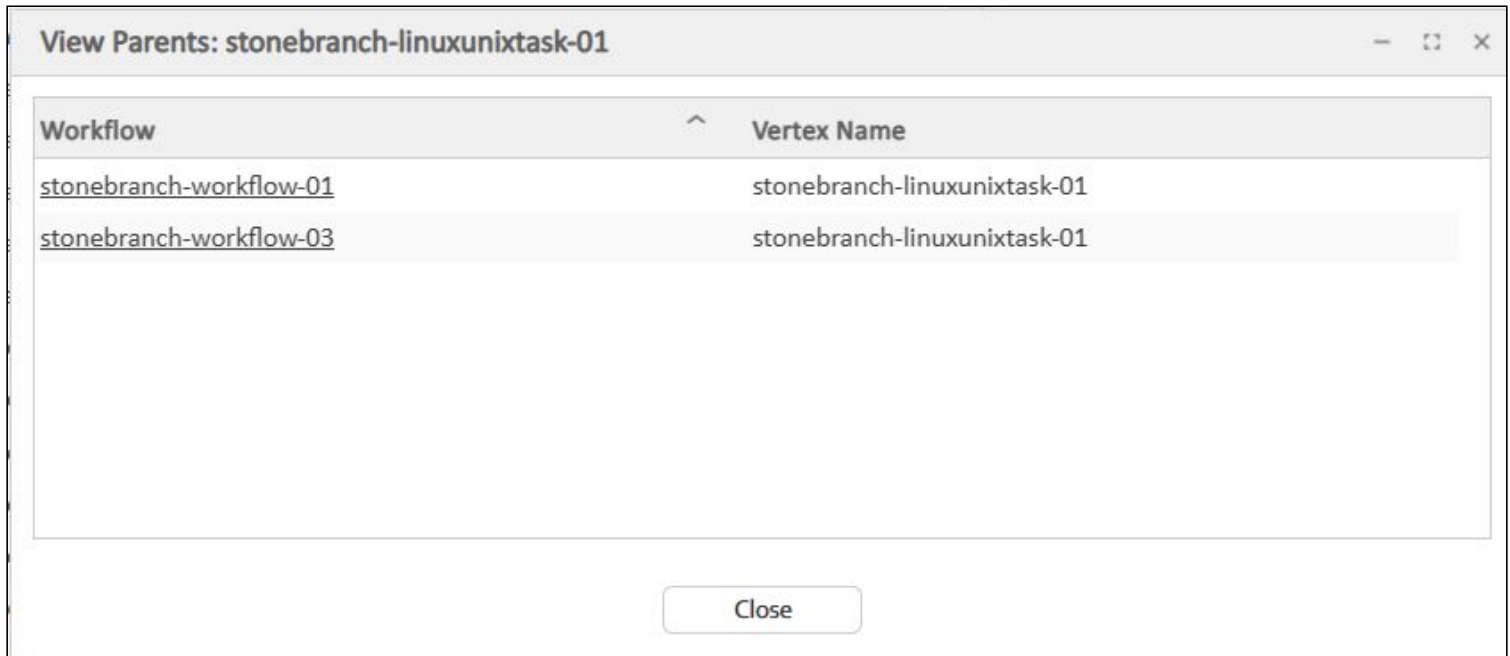 View Parents: stonebranch-linuxunixtask-01
Workflow Vertex Name
stonebranch-workflow-01 stonebranch-linuxunixtask-01
stonebranch-workflow-03 stonebranch-linuxunixtask-01
Close